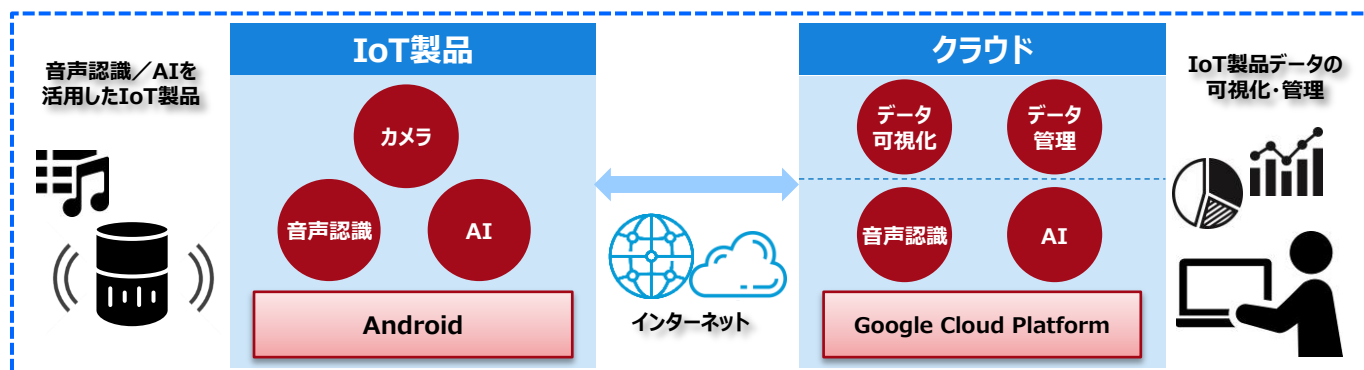 音声認識／AIを
活用したIoT製品
IoT製品
カメラ
音声認識
AI
Android
インターネット
クラウド
データ
可視化
データ
管理
音声認識
AI
Google Cloud Platform
IoT製品データの
可視化・管理